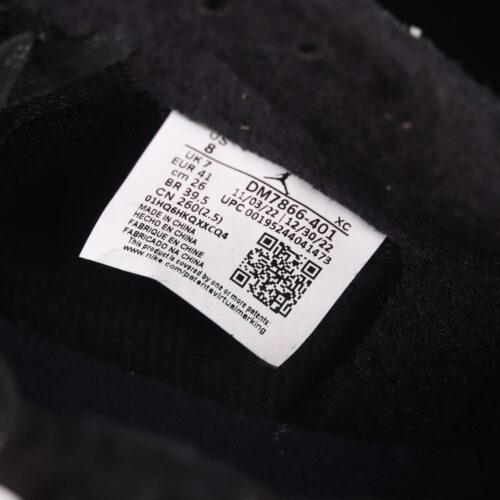 US
8
UK 7
EUR 41
cm 26
BR 39.5
CN 260(2.5)
01HQ6HKQXXCQ4
MADE IN CHINA
HECHO EN CHINA
FABRIQUE EN CHINE
FABRICADO NA CHINA
This product is covered by one or more patents:
www.nike.com/patentsvirtualmarking
XC
DM7866-401
11/03/22 12/30/22
UPC 00195244041473